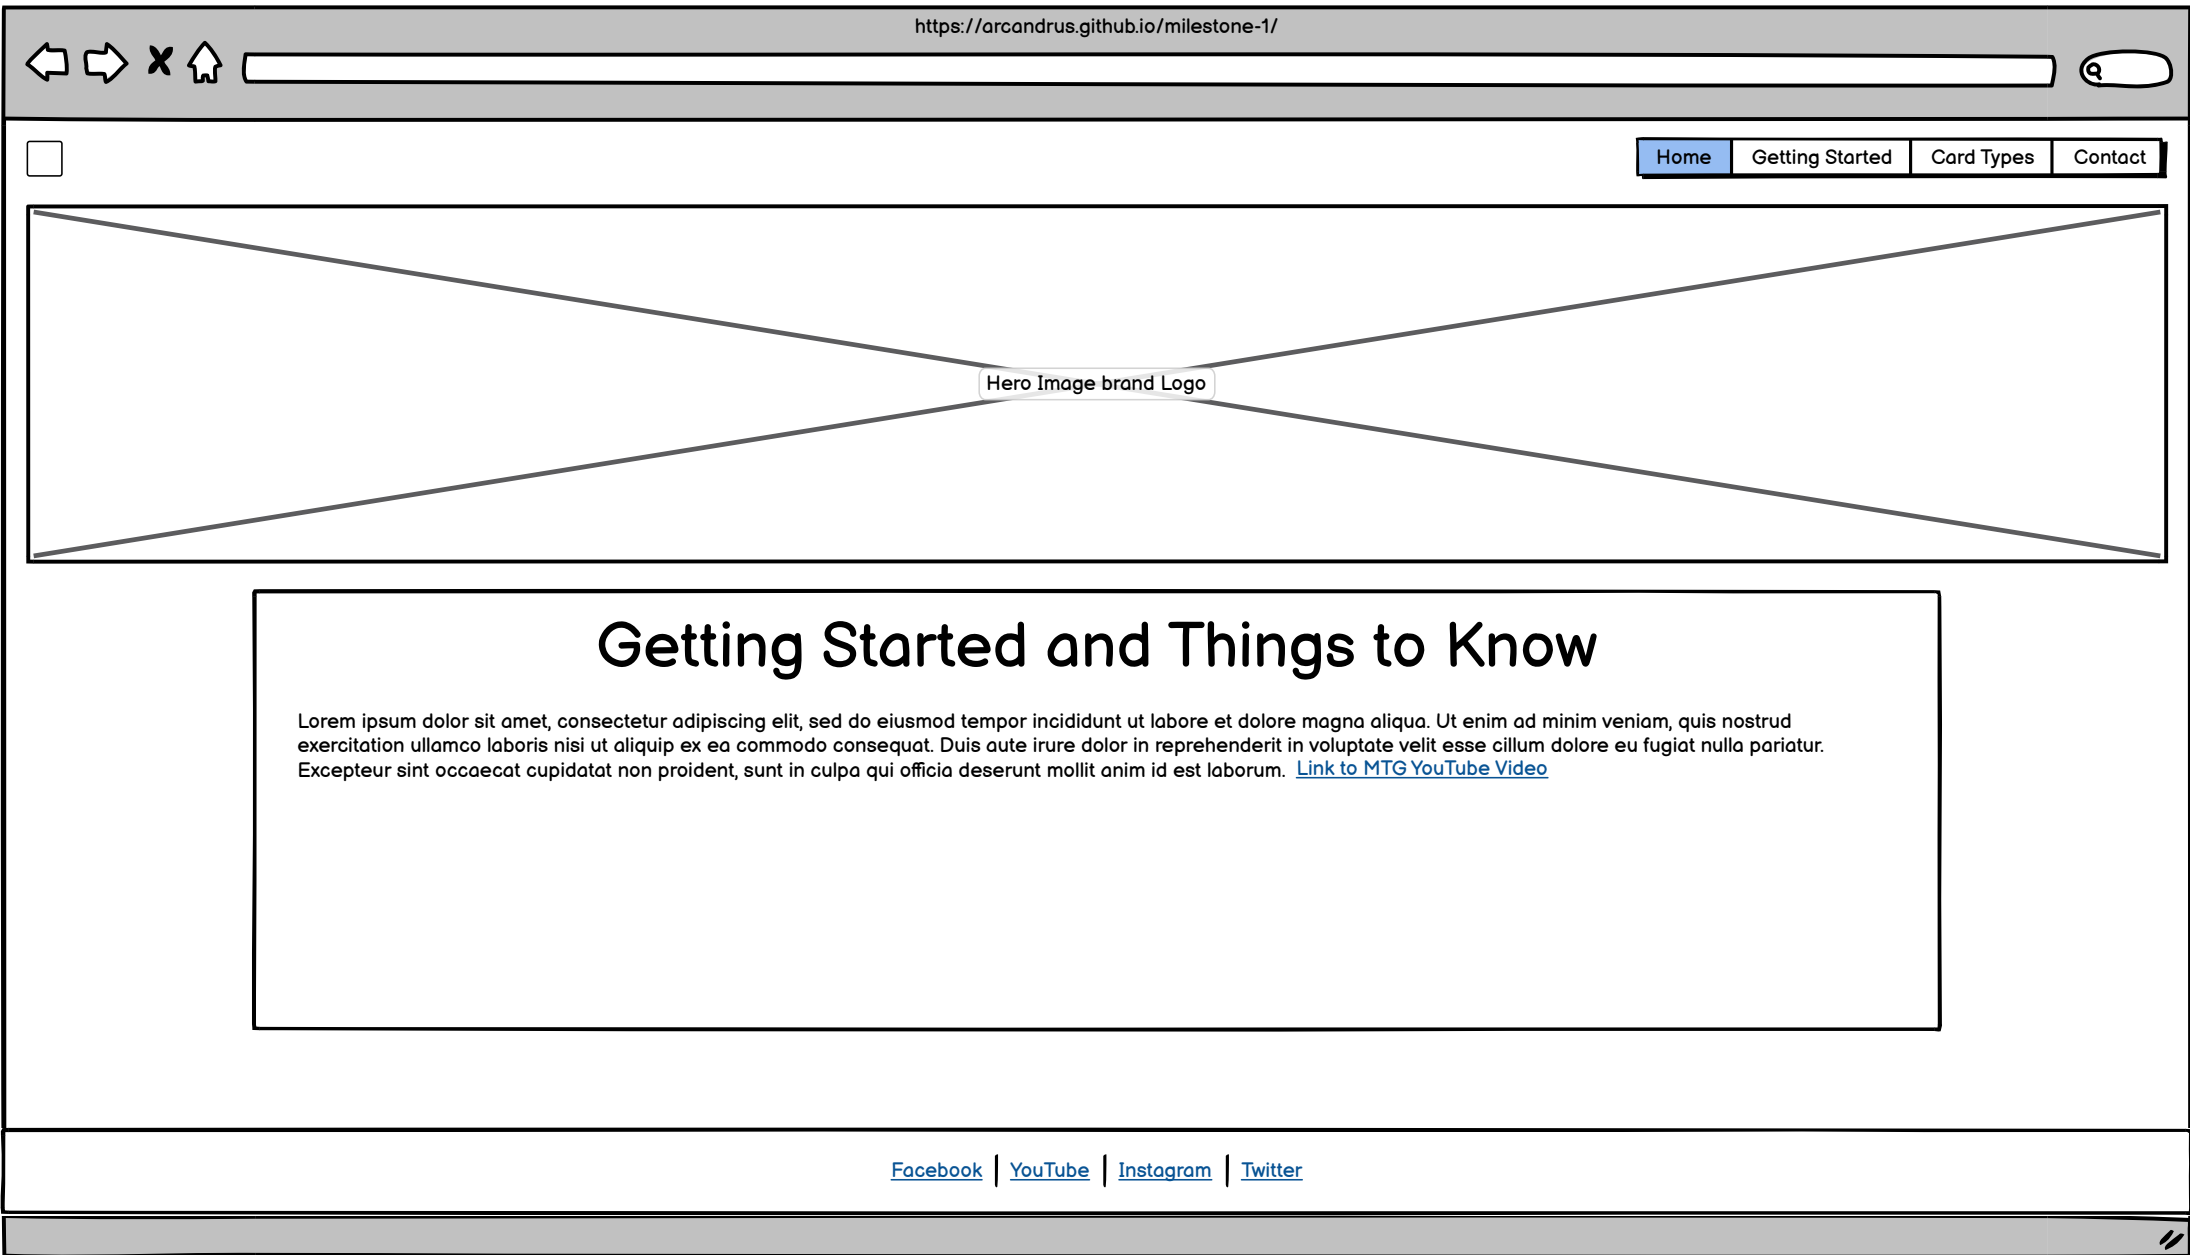 https://arcandrus.github.io/milestone-1/
Home Getting Started Card Types Contact
Hero Image brand Logo
Getting Started and Things to Know
Lorem ipsum dolor sit amet, consectetur adipiscing elit, sed do eiusmod tempor incididunt ut labore et dolore magna aliqua. Ut enim ad minim veniam, quis nostrud
exercitation ullamco laboris nisi ut aliquip ex ea commodo consequat. Duis aute irure dolor in reprehenderit in voluptate velit esse cillum dolore eu fugiat nulla pariatur.
Excepteur sint occaecat cupidatat non proident, sunt in culpa qui officia deserunt mollit anim id est laborum. Link to MTG YouTube Video
Facebook YouTube Instagram Twitter